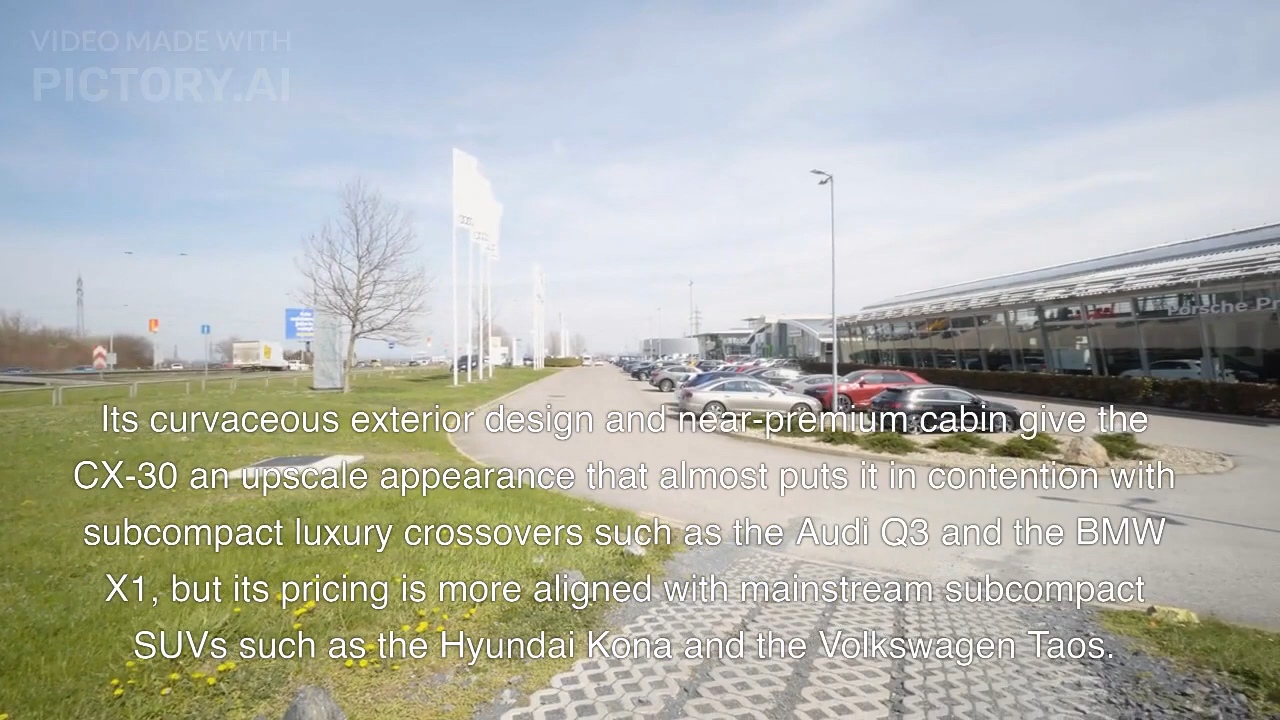 VIDEO MADE WITH
PICTORY.AI
Porsche
Its curvaceous exterior design and near-premium cabin give the
CX-30 an upscale appearance that almost puts it in contention with
subcompact luxury crossovers such as the Audi Q3 and the BMW
X1, but its pricing is more aligned with mainstream subcompact
SUVs such as the Hyundai Kona and the Volkswagen Taos.